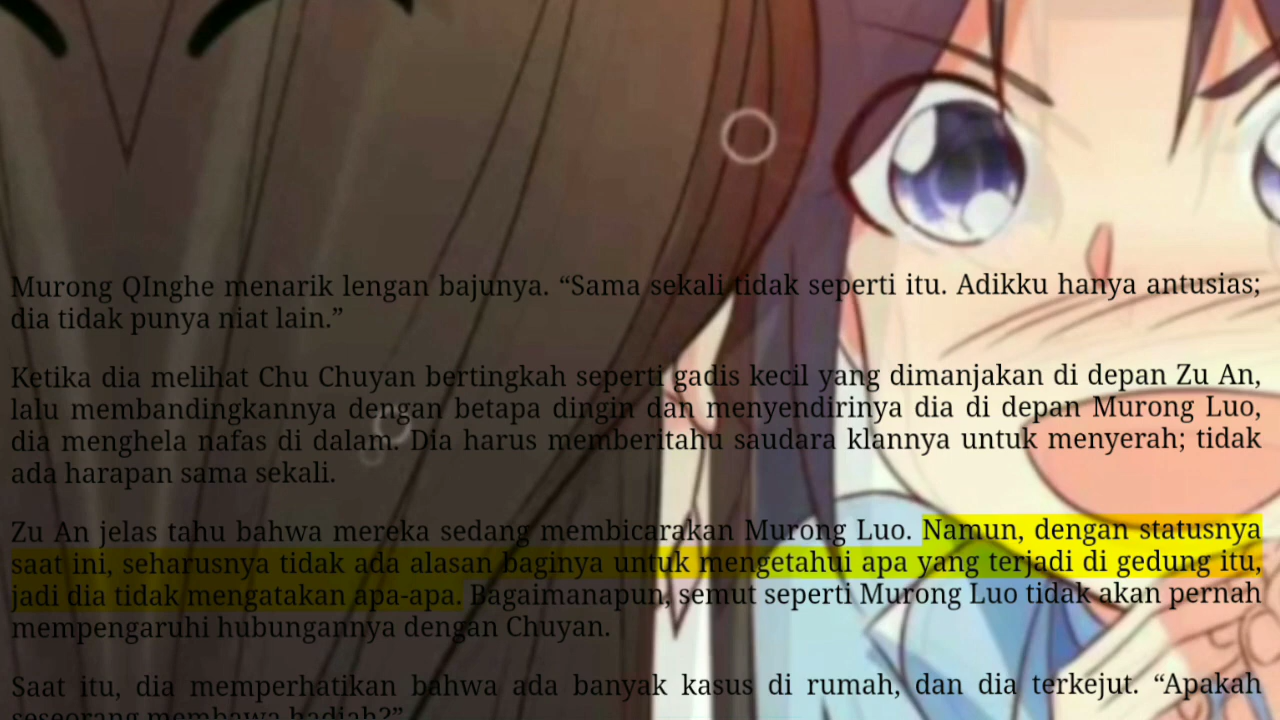 Murong QInghe menarik lengan bajunya. “Sama sekali tidak seperti itu. Adikku hanya antusias;
dia tidak punya niat lain.”
Ketika dia melihat Chu Chuyan bertingkah seperti gadis kecil yang dimanjakan di depan Zu An,
lalu membandingkannya dengan betapa dingin dan menyendirinya dia di depan Murong Luo,
dia menghela nafas di dalam. Dia harus memberitahu saudara klannya untuk menyerah; tidak
ada harapan sama sekali.
Zu An jelas tahu bahwa mereka sedang membicarakan Murong Luo. Namun, dengan statusnya
saat ini, seharusnya tidak ada alasan baginya untuk mengetahui apa yang terjadi di gedung itu,
jadi dia tidak mengatakan apa-apa. Bagaimanapun, semut seperti Murong Luo tidak akan pernah
mempengaruhi hubungannya dengan Chuyan.
Saat itu, dia memperhatikan bahwa ada banyak kasus di rumah, dan dia terkejut. “Apakah
seseorang membawa hadiah?”